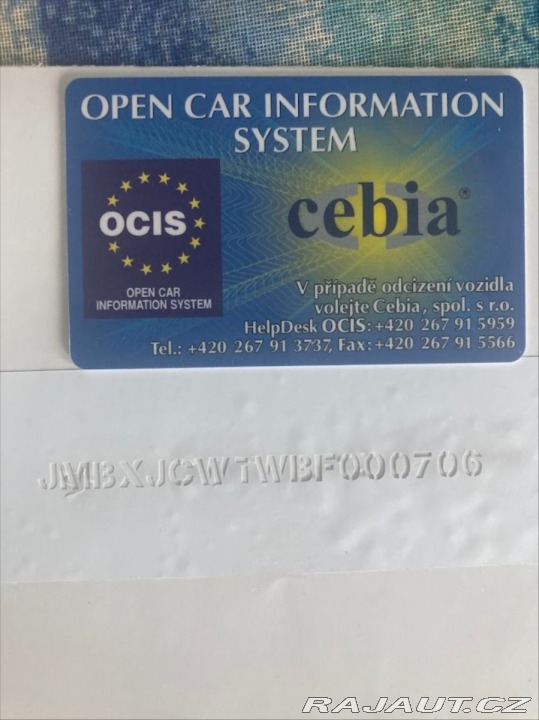 OPEN CAR INFORMATION
SYSTEM
OCIS
OPEN CAR
INFORMATION SYSTEM
cebia®
V případě odcizení vozidla
volejte Cebia, spol. s r.o.
HelpDesk OCIS: +420 267 91 5959
Tel.: +420 267 91 3737, Fax: +420 267 91 5566
JMBXJCW7WBF000706
RAJAUT.CZ